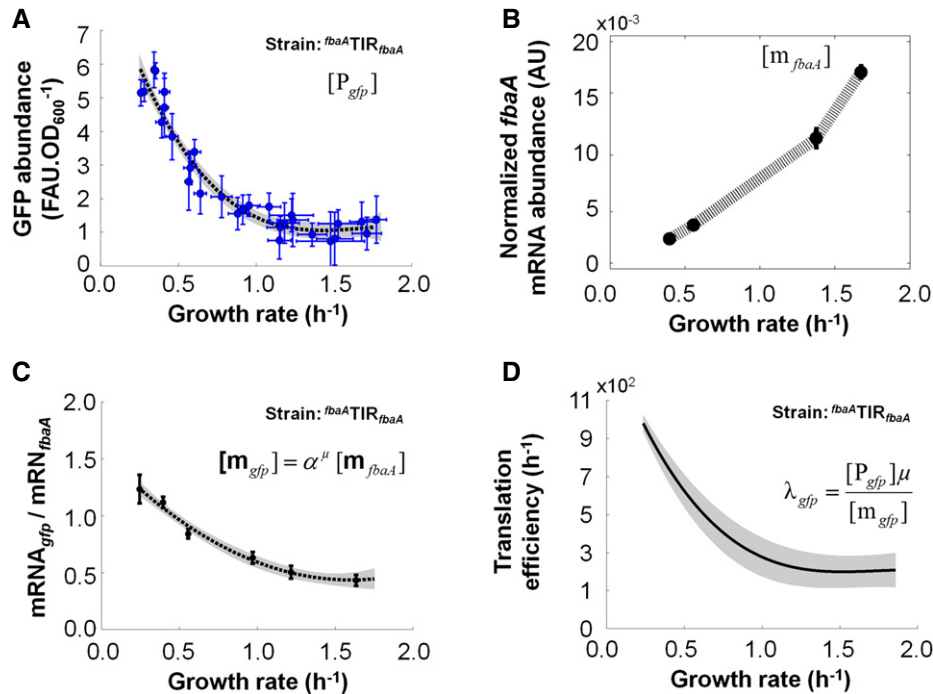 A
GFP abundance
(FAU.OD600-1)
7
6
5
4
3
2
1
0
Strain: fbaATIRfbaA
[Pgfp]
0.0 0.5 1.0 1.5 2.0
Growth rate (h-1)
B
x10-3
Normalized fbaA
mRNA abundance (AU)
20
15
10
5
0
[mfbaA]
0.0 0.5 1.0 1.5 2.0
Growth rate (h-1)
C
mRNAgfp / mRNfbaA
2.0
1.5
1.0
0.5
0.0
Strain: fbaATIRfbaA
[mgfp] = αμ [mfbaA]
0.0 0.5 1.0 1.5 2.0
Growth rate (h-1)
D
x102
Translation
efficiency (h-1)
11
9
7
5
3
1
0
Strain: fbaATIRfbaA
λgfp = [Pgfp]μ
[mgfp]
0.0 0.5 1.0 1.5 2.0
Growth rate (h-1)